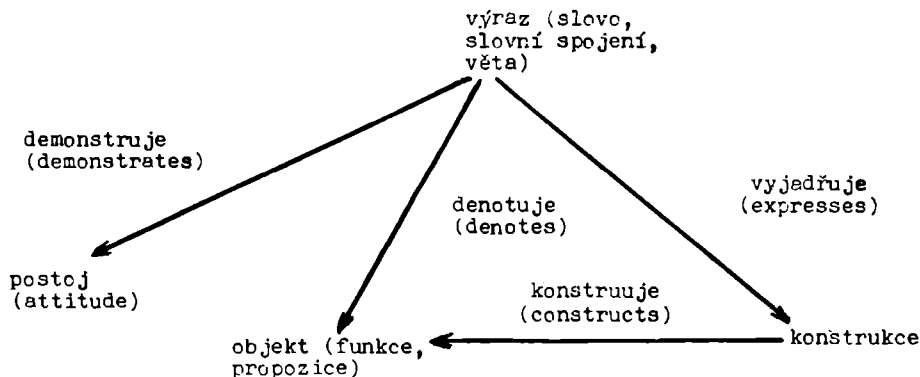 výraz (slovo,
slovní spojení,
věta)
demonstruje
(demonstrates)
denotuje
(denotes)
vyjadřuje
(expresses)
postoj
(attitude)
konstruuje
(constructs)
objekt (funkce,
propozice)
konstrukce